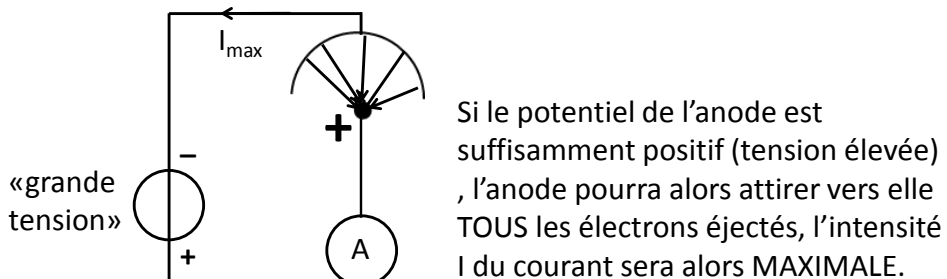 I max
+
−
«grande
tension»
+
A
Si le potentiel de l’anode est
suffisamment positif (tension élevée)
, l’anode pourra alors attirer vers elle
TOUS les électrons éjectés, l’intensité
I du courant sera alors MAXIMALE.